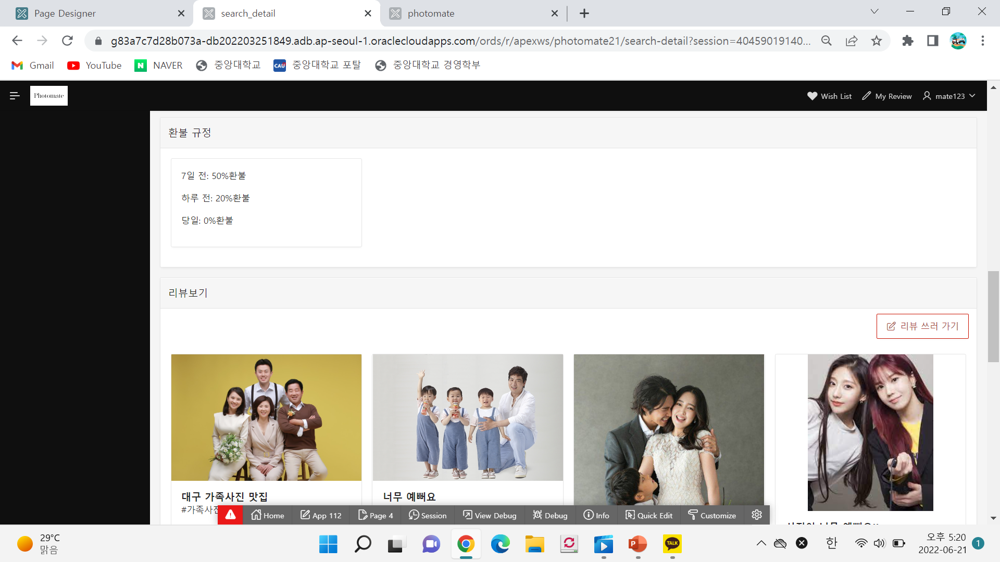 Page Designer
search_detail
photomate
g83a7c7d28b073a-db202203251849.adb.ap-seoul-1.oraclecloudapps.com/ords/r/apexws/photomate21/search-detail?session=40459019140...
Gmail
YouTube
N NAVER
중앙대학교
CAU 중앙대학교 포탈
중앙대학교 경영학부
Photomate
Wish List
My Review
mate123
환불 규정
7일 전: 50%환불
하루 전: 20%환불
당일: 0%환불
리뷰보기
리뷰 쓰러 가기
대구 가족사진 맛집
#가족사진
너무 예뻐요
Home
App 112
Page 4
Session
View Debug
Debug
Info
Quick Edit
Customize
29°C
맑음
P
TALK
한
오후 5:20
2022-06-21
1